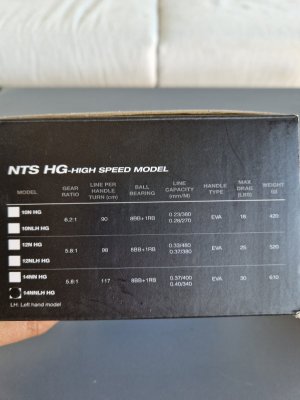 NTS HG-HIGH SPEED MODEL
MODEL GEAR RATIO LINE PER HANDLE TURN (cm) BALL BEARING LINE CAPACITY (mm/M) HANDLE TYPE MAX DRAG (LBS) WEIGHT (g)
10N HG
10NLH HG
6.2:1 90 8BB+1RB 0.23/360 0.28/270 EVA 18 420
12N HG
12NLH HG
5.8:1 98 8BB+1RB 0.33/460 0.37/380 EVA 25 520
14NN HG
14NNLH HG
5.8:1 117 8BB+1RB 0.37/400 0.40/340 EVA 30 610
LH: Left hand model